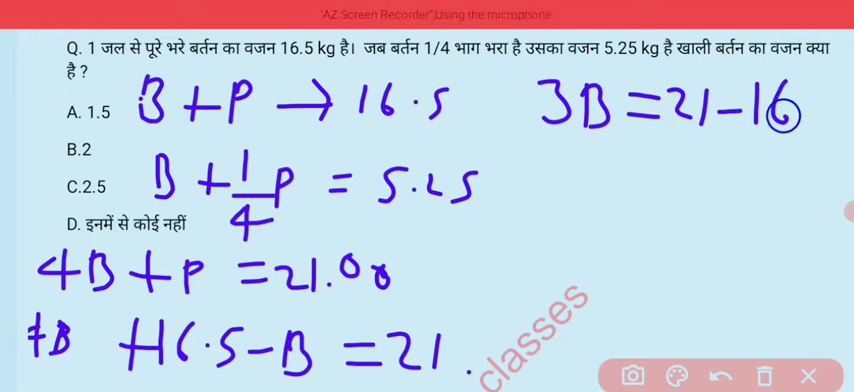 "AZ Screen Recorder",Using the microphone.
Q. 1 जल से पूरे भरे बर्तन का वजन 16.5 kg है। जब बर्तन 1/4 भाग भरा है उसका वजन 5.25 kg है खाली बर्तन का वजन क्या
है ?
A. 1.5
B.2
C.2.5
D. इनमें से कोई नहीं
B + P → 16.5
B + 1/4 P = 5.25
4B + P = 21.00
4B + 16.5 - B = 21.
3B = 21 - 16
classes